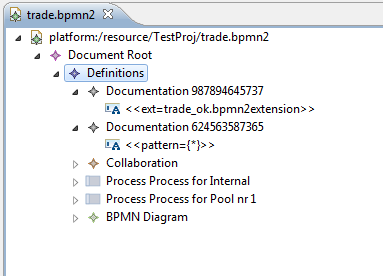 trade.bpmn2
platform:/resource/TestProj/trade.bpmn2
Document Root
Definitions
Documentation 987894645737
<<ext=trade_ok.bpmn2extension>>
Documentation 624563587365
<<pattern={*}>>
Collaboration
Process Process for Internal
Process Process for Pool nr 1
BPMN Diagram